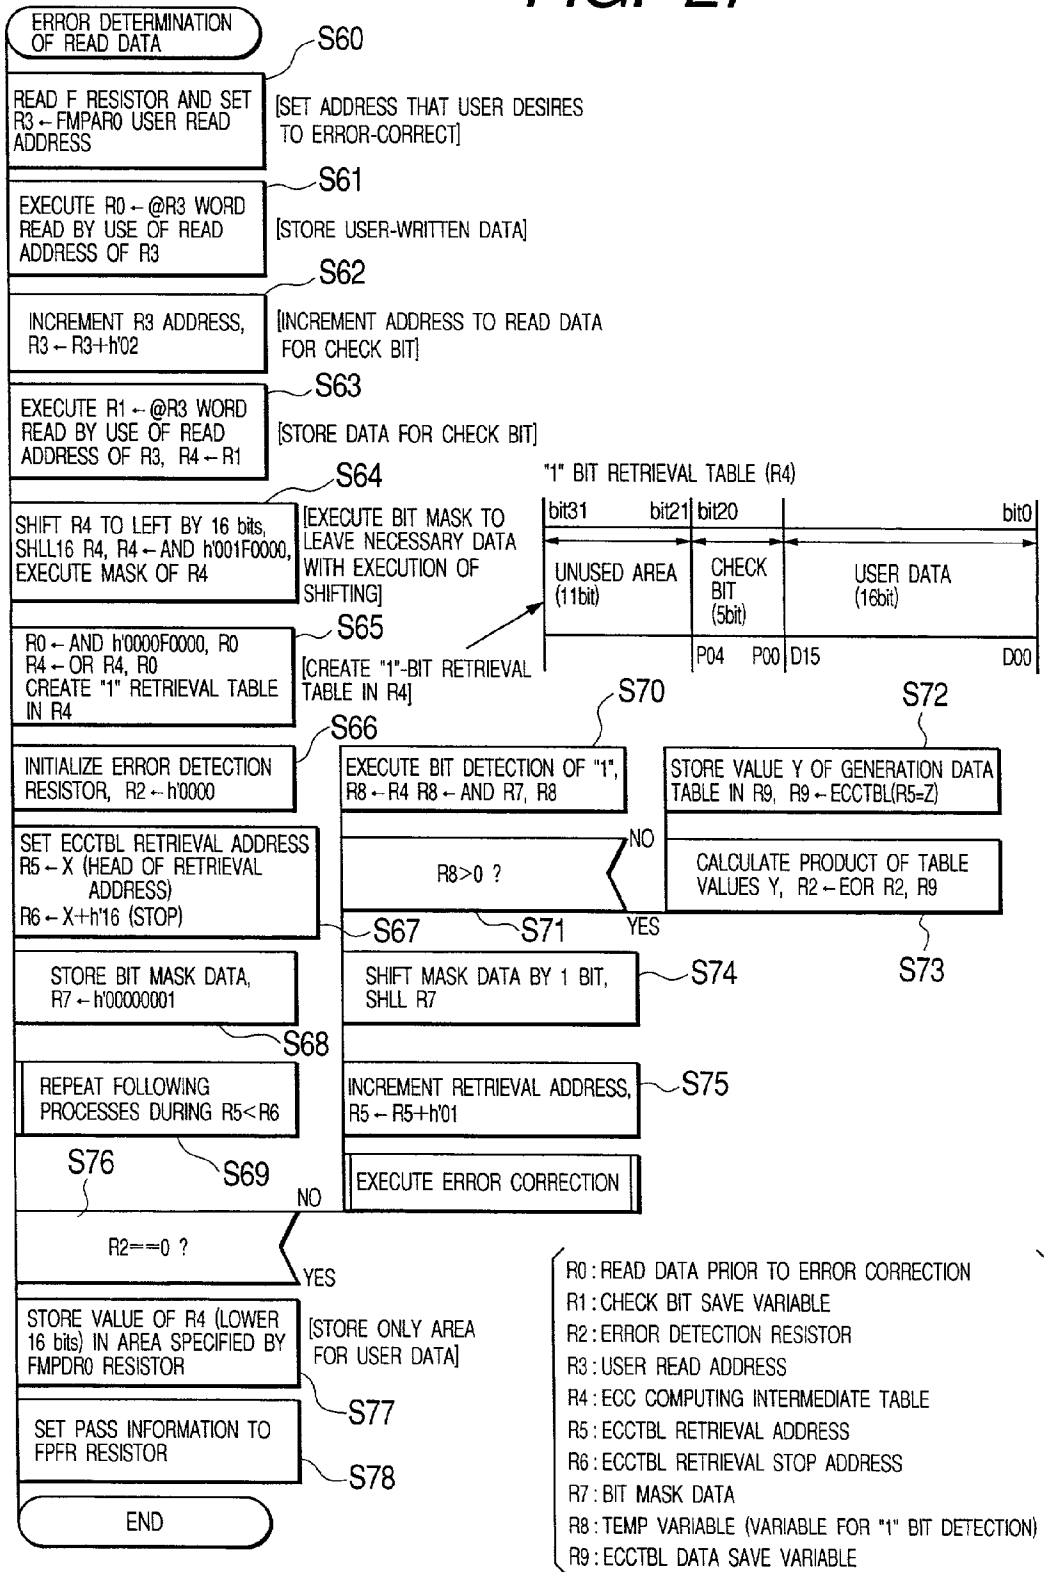 ERROR DETERMINATION
OF READ DATA
S60
READ F RESISTOR AND SET
R3←FMPAR0 USER READ
ADDRESS
[SET ADDRESS THAT USER DESIRES
TO ERROR-CORRECT]
S61
EXECUTE R0←@R3 WORD
READ BY USE OF READ
ADDRESS OF R3
[STORE USER-WRITTEN DATA]
S62
INCREMENT R3 ADDRESS,
R3←R3+h'02
[INCREMENT ADDRESS TO READ DATA
FOR CHECK BIT]
S63
EXECUTE R1←@R3 WORD
READ BY USE OF READ
ADDRESS OF R3, R4←R1
[STORE DATA FOR CHECK BIT]
S64
SHIFT R4 TO LEFT BY 16 bits,
SHLL16 R4, R4←AND h'001F0000,
EXECUTE MASK OF R4
[EXECUTE BIT MASK TO
LEAVE NECESSARY DATA
WITH EXECUTION OF
SHIFTING]
"1" BIT RETRIEVAL TABLE (R4)
bit31 bit21 bit20 bit0
UNUSED AREA
(11bit)
CHECK
BIT
(5bit)
USER DATA
(16bit)
P04 P00 D15 D00
S65
R0←AND h'0000F0000, R0
R4←OR R4, R0
CREATE "1" RETRIEVAL TABLE
IN R4
[CREATE "1"-BIT RETRIEVAL
TABLE IN R4]
S66
INITIALIZE ERROR DETECTION
RESISTOR, R2←h'0000
SET ECCTBL RETRIEVAL ADDRESS
R5←X (HEAD OF RETRIEVAL
ADDRESS)
R6←X+h'16 (STOP)
S67
STORE BIT MASK DATA,
R7←h'00000001
S68
REPEAT FOLLOWING
PROCESSES DURING R5<R6
S69
S70
EXECUTE BIT DETECTION OF "1",
R8←R4 R8←AND R7, R8
R8>0 ?
NO
YES
S71
S72
STORE VALUE Y OF GENERATION DATA
TABLE IN R9, R9←ECCTBL(R5=Z)
CALCULATE PRODUCT OF TABLE
VALUES Y, R2←EOR R2, R9
S73
SHIFT MASK DATA BY 1 BIT,
SHLL R7
S74
INCREMENT RETRIEVAL ADDRESS,
R5←R5+h'01
S75
EXECUTE ERROR CORRECTION
S76
R2==0 ?
NO
YES
STORE VALUE OF R4 (LOWER
16 bits) IN AREA SPECIFIED BY
FMPDR0 RESISTOR
[STORE ONLY AREA
FOR USER DATA]
S77
SET PASS INFORMATION TO
FPFR RESISTOR
S78
END
R0 : READ DATA PRIOR TO ERROR CORRECTION
R1 : CHECK BIT SAVE VARIABLE
R2 : ERROR DETECTION RESISTOR
R3 : USER READ ADDRESS
R4 : ECC COMPUTING INTERMEDIATE TABLE
R5 : ECCTBL RETRIEVAL ADDRESS
R6 : ECCTBL RETRIEVAL STOP ADDRESS
R7 : BIT MASK DATA
R8 : TEMP VARIABLE (VARIABLE FOR "1" BIT DETECTION)
R9 : ECCTBL DATA SAVE VARIABLE